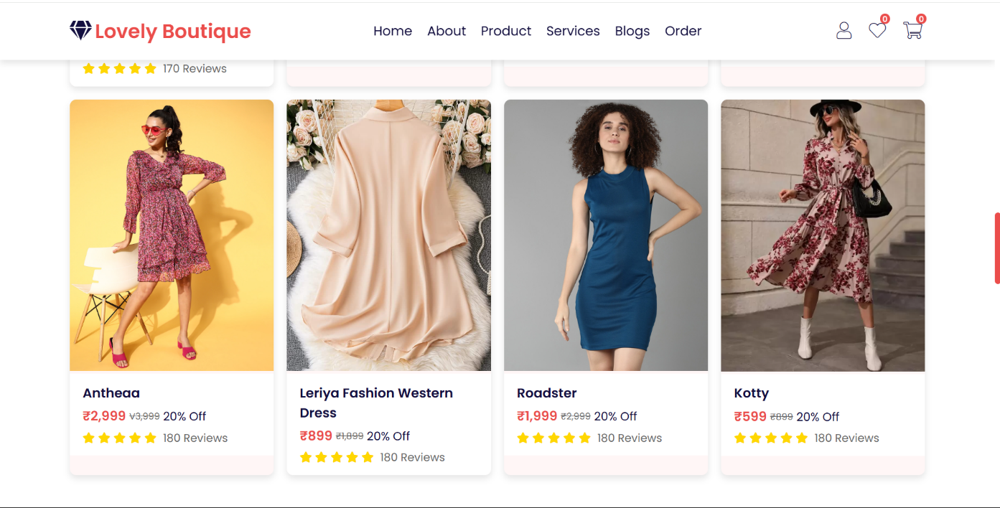 Lovely Boutique
Home About Product Services Blogs Order
0 0
170 Reviews
Antheaa
₹2,999 v3,999 20% Off
180 Reviews
Leriya Fashion Western
Dress
₹899 ₹1,899 20% Off
180 Reviews
Roadster
₹1,999 ₹2,999 20% Off
180 Reviews
Kotty
₹599 ₹899 20% Off
180 Reviews